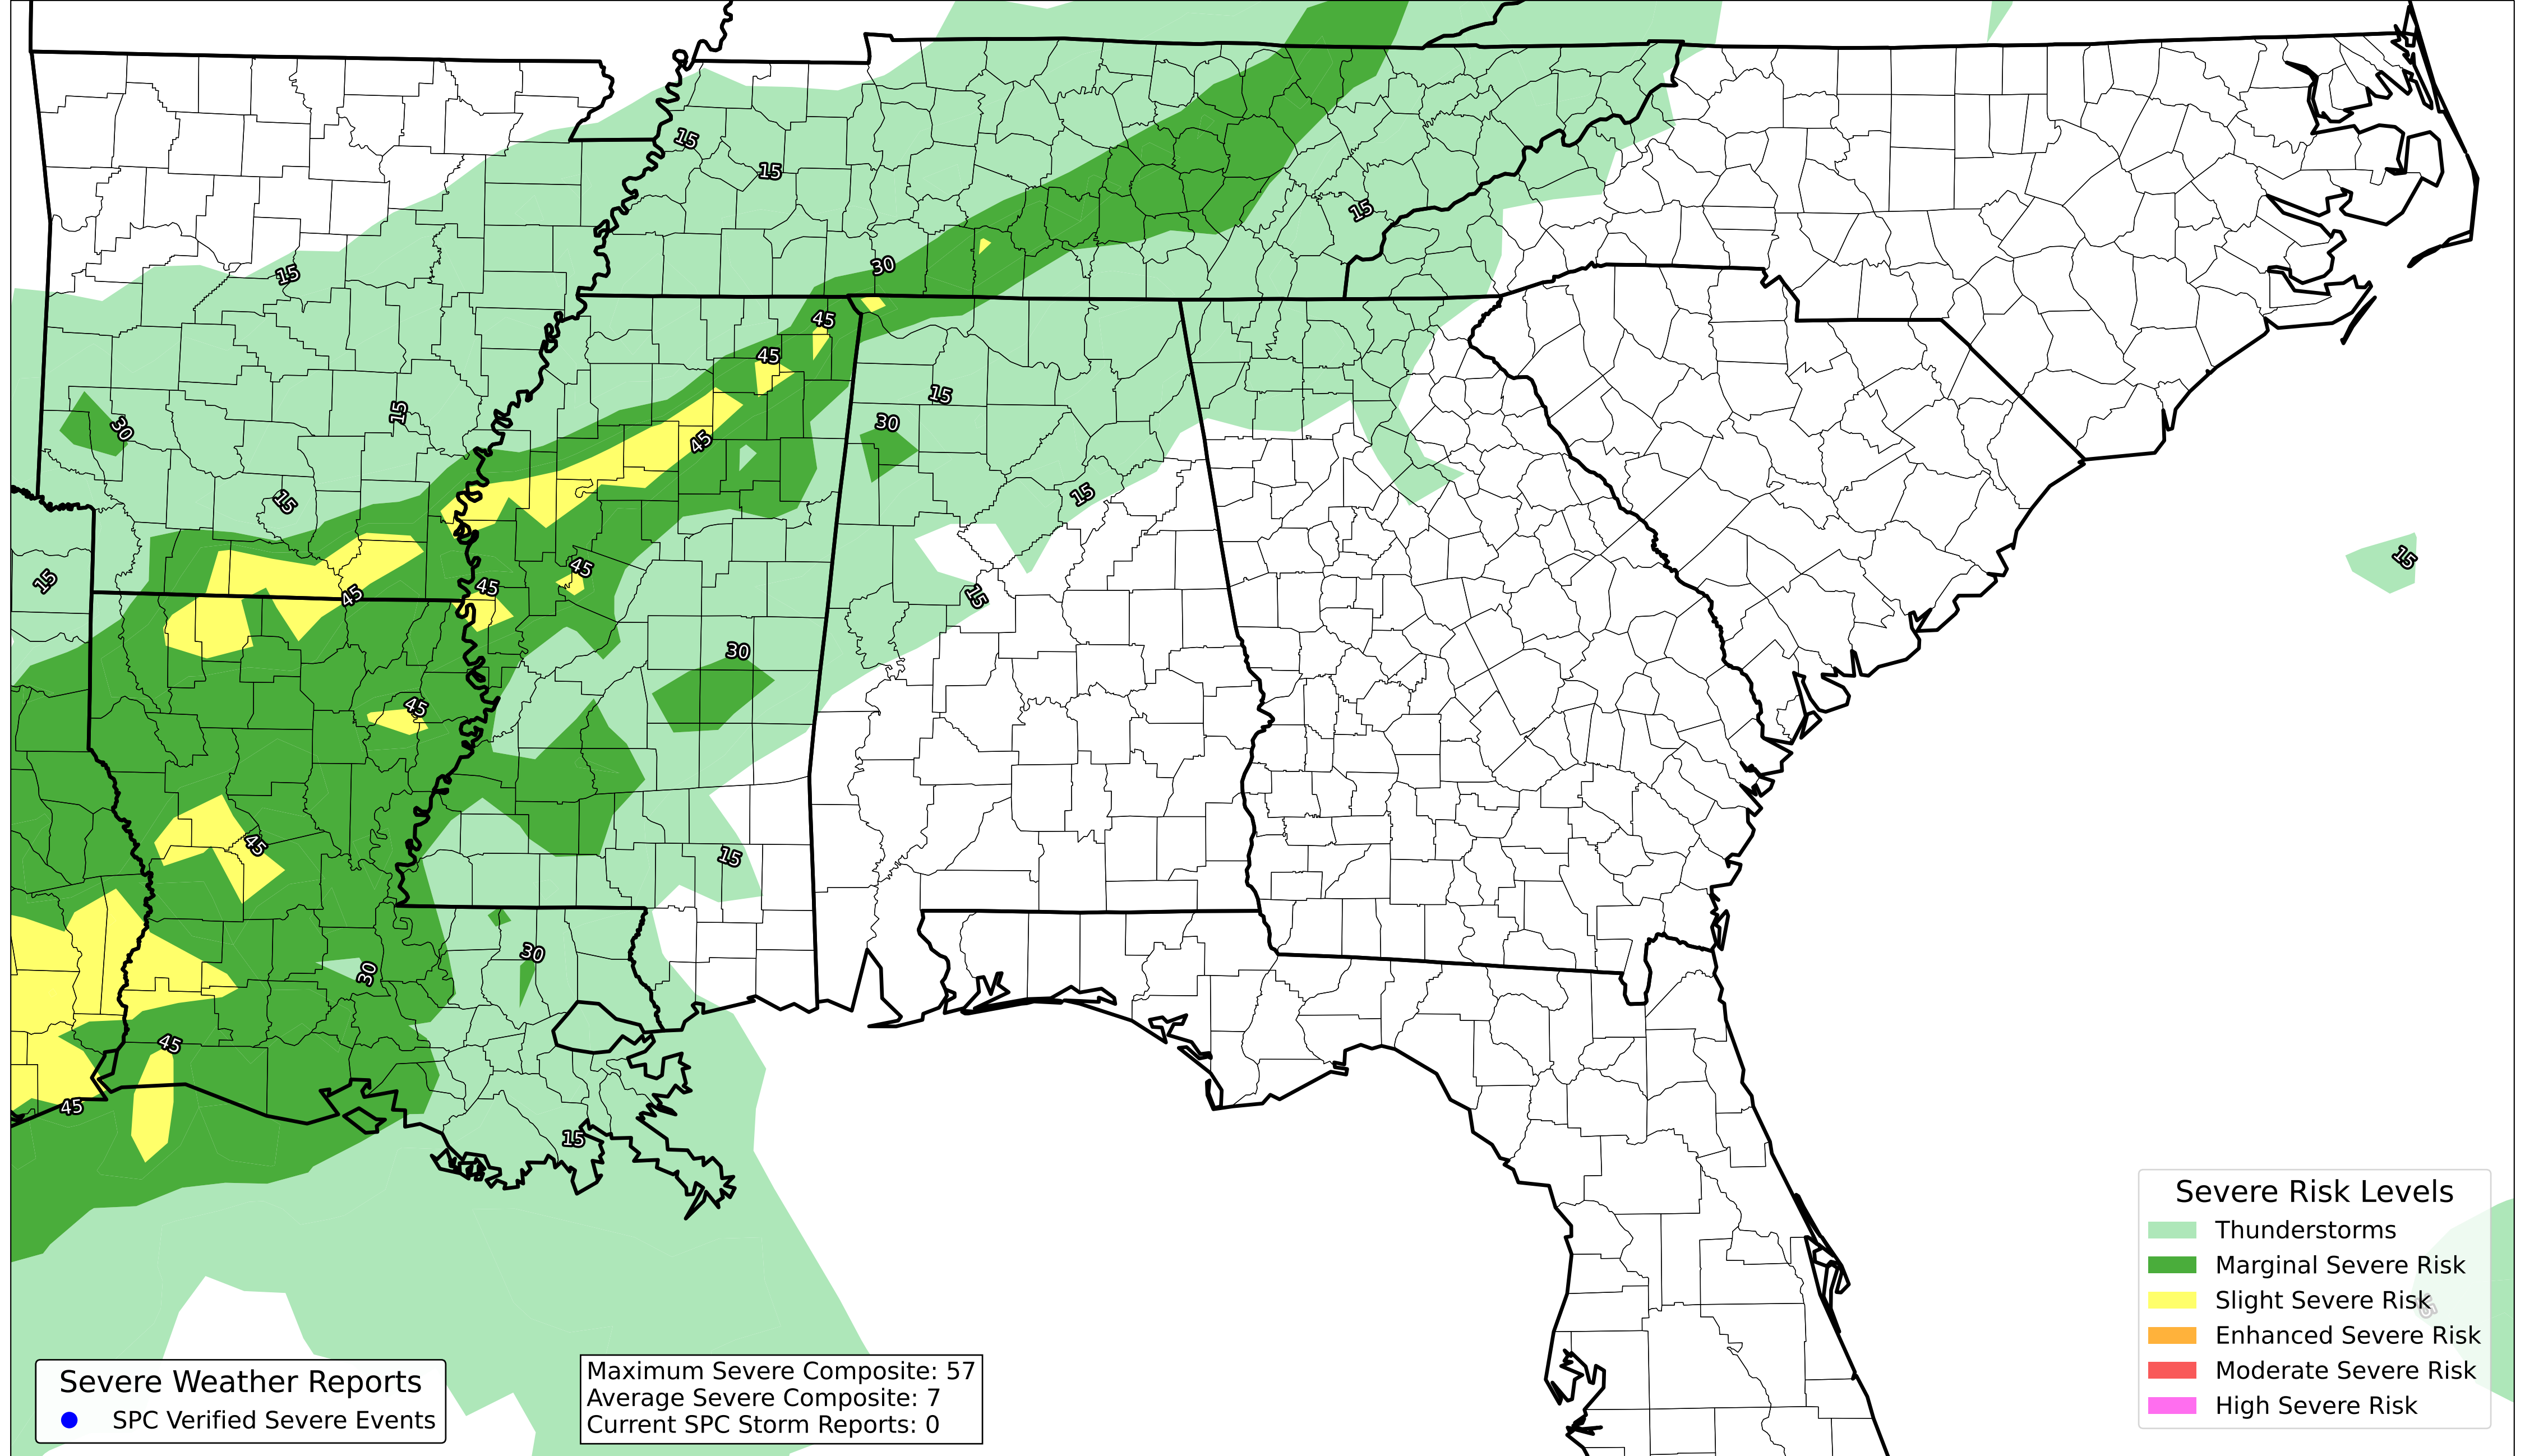 15
15
15
30
15
45
45
15
30
15
30
45
15
15
45
15
15
45
45
45
15
30
45
45
15
30
30
45
45
15
Severe Risk Levels
Thunderstorms
Marginal Severe Risk
Slight Severe Risk
Enhanced Severe Risk
Moderate Severe Risk
High Severe Risk
Severe Weather Reports
SPC Verified Severe Events
Maximum Severe Composite: 57
Average Severe Composite: 7
Current SPC Storm Reports: 0